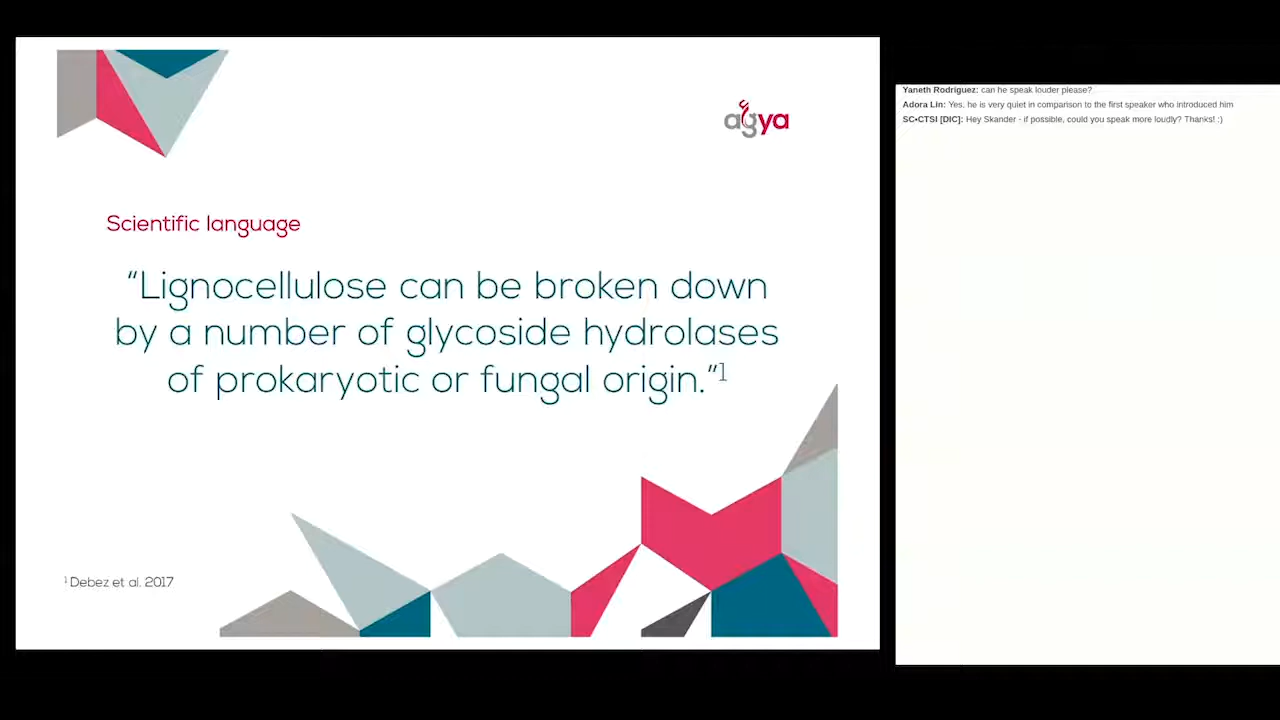 agya
Scientific language
“Lignocellulose can be broken down
by a number of glycoside hydrolases
of prokaryotic or fungal origin.”1
1 Debez et al. 2017
Yaneth Rodriguez: can he speak louder please?
Adora Lin: Yes, he is very quiet in comparison to the first speaker who introduced him
SC•CTSI [DIC]: Hey Skander - if possible, could you speak more loudly? Thanks! :)